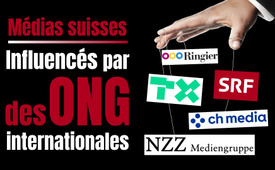 Médias suisses
Influencés par
des ONG
internationales
Ringier
TX
SRF
ch media
NZZ Mediengruppe